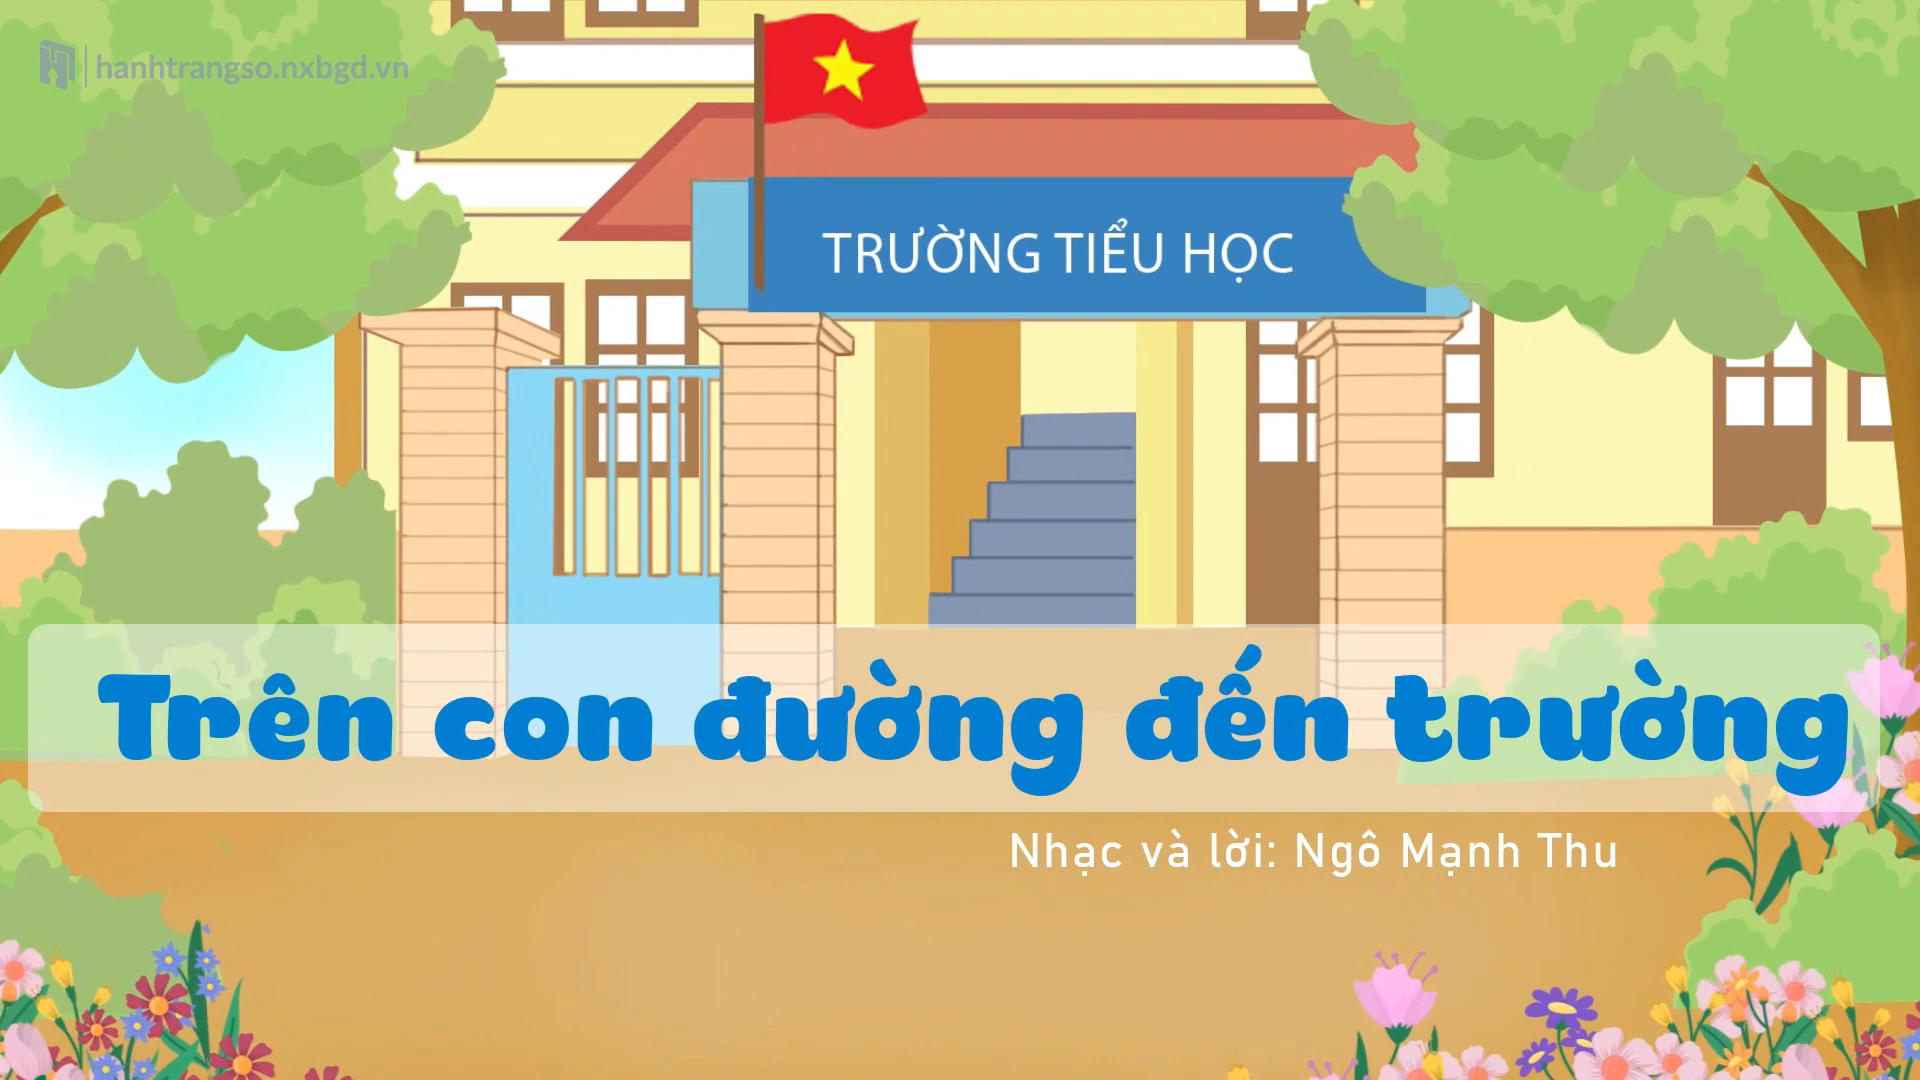 hanhtrangso.nxbgd.vn
TRƯỜNG TIỂU HỌC
Trên con đường đến trường
Nhạc và lời: Ngô Mạnh Thu